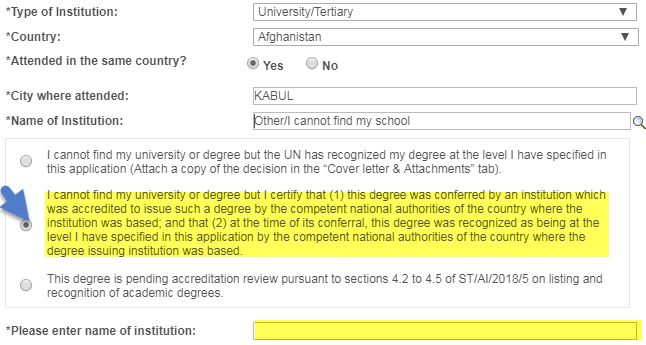 *Type of Institution: University/Tertiary
*Country: Afghanistan
*Attended in the same country? Yes No
*City where attended: KABUL
*Name of Institution: Other/I cannot find my school
I cannot find my university or degree but the UN has recognized my degree at the level I have specified in
this application (Attach a copy of the decision in the “Cover letter & Attachments” tab).
I cannot find my university or degree but I certify that (1) this degree was conferred by an institution which
was accredited to issue such a degree by the competent national authorities of the country where the
institution was based; and that (2) at the time of its conferral, this degree was recognized as being at the
level I have specified in this application by the competent national authorities of the country where the
degree issuing institution was based.
This degree is pending accreditation review pursuant to sections 4.2 to 4.5 of ST/AI/2018/5 on listing and
recognition of academic degrees.
*Please enter name of institution: